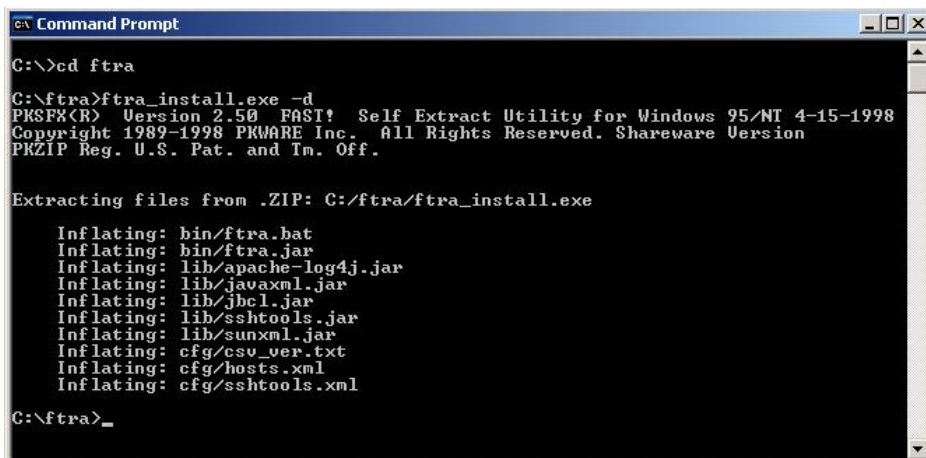 Command Prompt
C:\>cd ftra
C:\ftra>ftra_install.exe -d
PKSFX(R)  Version 2.50  FAST!  Self Extract Utility for Windows 95/NT 4-15-1998
Copyright 1989-1998 PKWARE Inc.  All Rights Reserved. Shareware Version
PKZIP Reg. U.S. Pat. and Tm. Off.
Extracting files from .ZIP: C:/ftra/ftra_install.exe
Inflating: bin/ftra.bat
Inflating: bin/ftra.jar
Inflating: lib/apache-log4j.jar
Inflating: lib/javaxml.jar
Inflating: lib/jbcl.jar
Inflating: lib/sshtools.jar
Inflating: lib/sunxml.jar
Inflating: cfg/csv_ver.txt
Inflating: cfg/hosts.xml
Inflating: cfg/sshtools.xml
C:\ftra>_